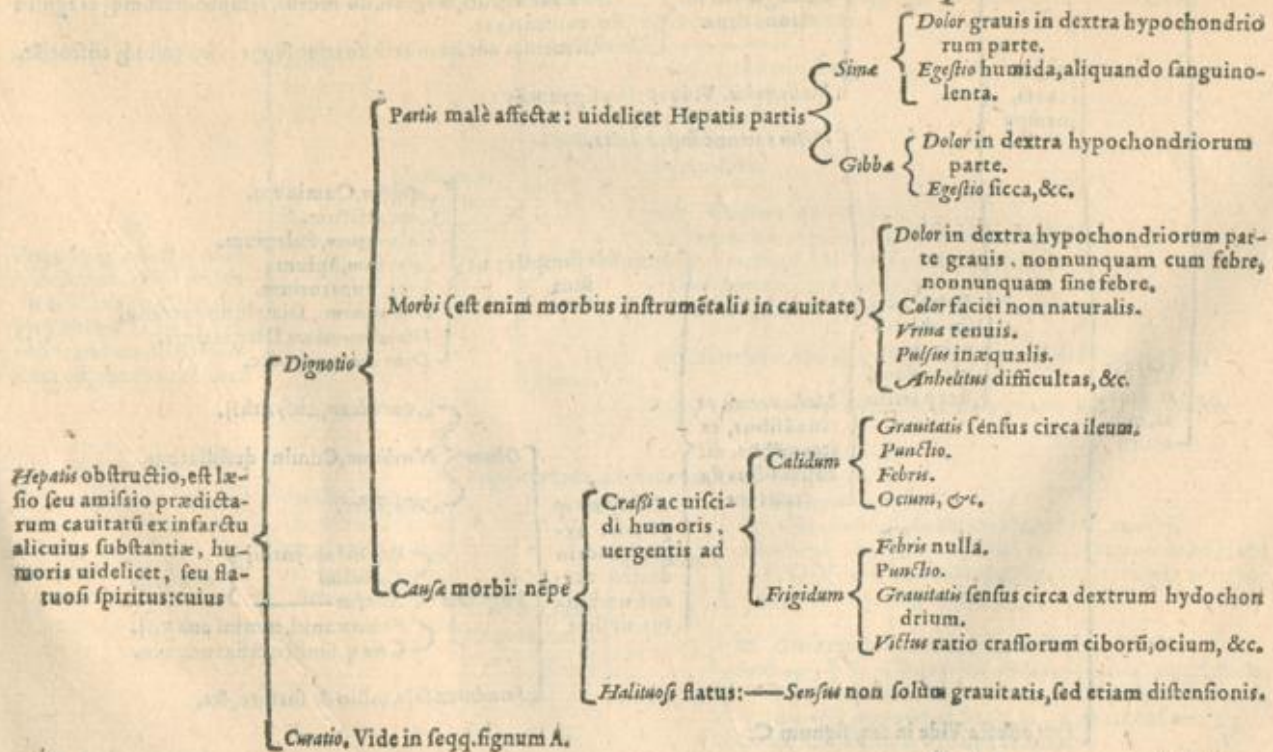 Hepatis obſtructio, eſt læ-
ſio ſeu amiſsio prædicta-
rum cauitatũ ex infarctu
alicuius ſubſtantiæ, hu-
moris uidelicet, ſeu fla-
tuoſi ſpiritus: cuius
Dignotio
Partis malè affectæ: uidelicet Hepatis partis
Simæ
Dolor grauis in dextra hypochondrio
rum parte.
Egeſtio humida, aliquando ſanguino-
lenta.
Gibbæ
Dolor in dextra hypochondriorum
parte.
Egeſtio ſicca, &c.
Morbi (eſt enim morbus inſtrumẽtalis in cauitate)
Dolor in dextra hypochondriorum par-
te grauis. nonnunquam cum febre,
nonnunquam ſine febre.
Color faciei non naturalis.
Vrina tenuis.
Pulſus inæqualis.
Anhelitus difficultas, &c.
Cauſæ morbi: nẽpe
Craſsi ac uiſci-
di humoris,
uergentis ad
Calidum
Grauitatis ſenſus circa ileum.
Punctio.
Febris.
Ocium, &c.
Frigidum
Febris nulla.
Punctio.
Grauitatis ſenſus circa dextrum hydochon
drium.
Victus ratio craſſorum ciborũ, ocium, &c.
Halituoſi flatus: — Senſus non ſolùm grauitatis, ſed etiam diſtenſionis.
Curatio. Vide in ſeqq. ſignum A.